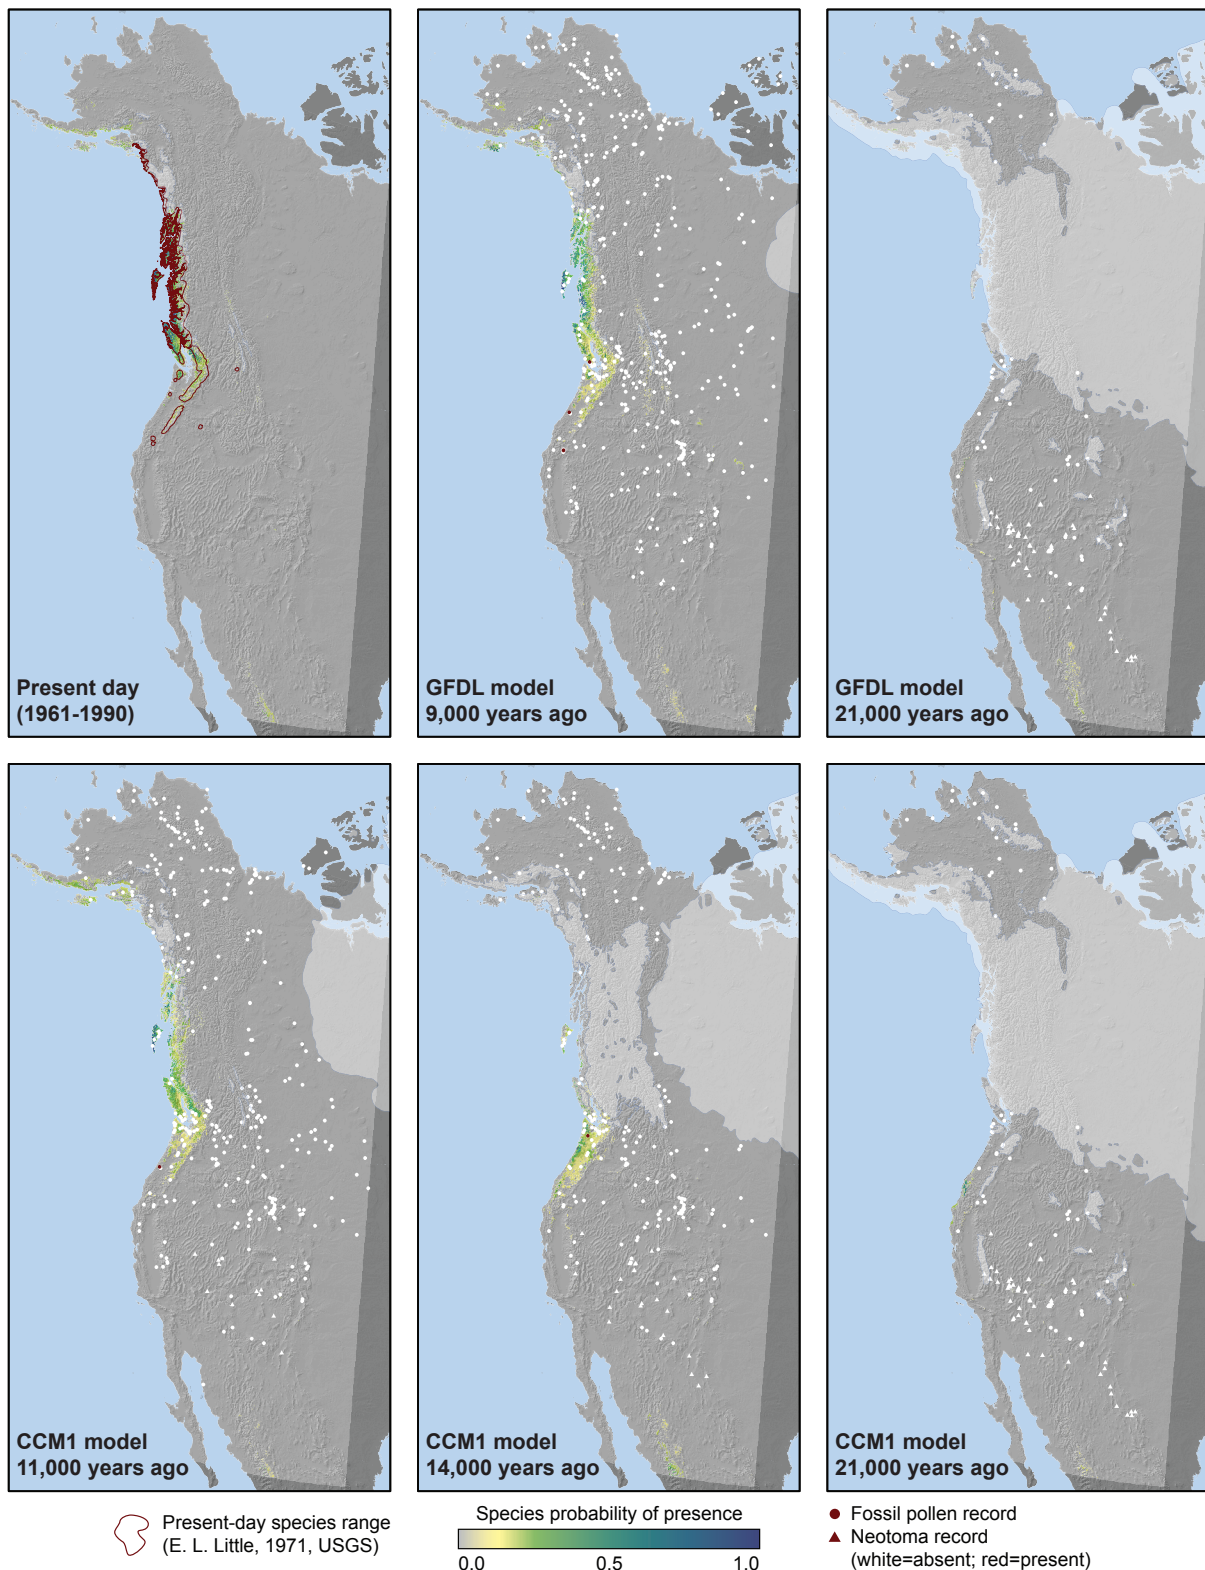 Present day
(1961-1990)
GFDL model
9,000 years ago
GFDL model
21,000 years ago
CCM1 model
11,000 years ago
CCM1 model
14,000 years ago
CCM1 model
21,000 years ago
Present-day species range
(E. L. Little, 1971, USGS)
Species probability of presence
0.0 0.5 1.0
Fossil pollen record
Neotoma record
(white=absent; red=present)